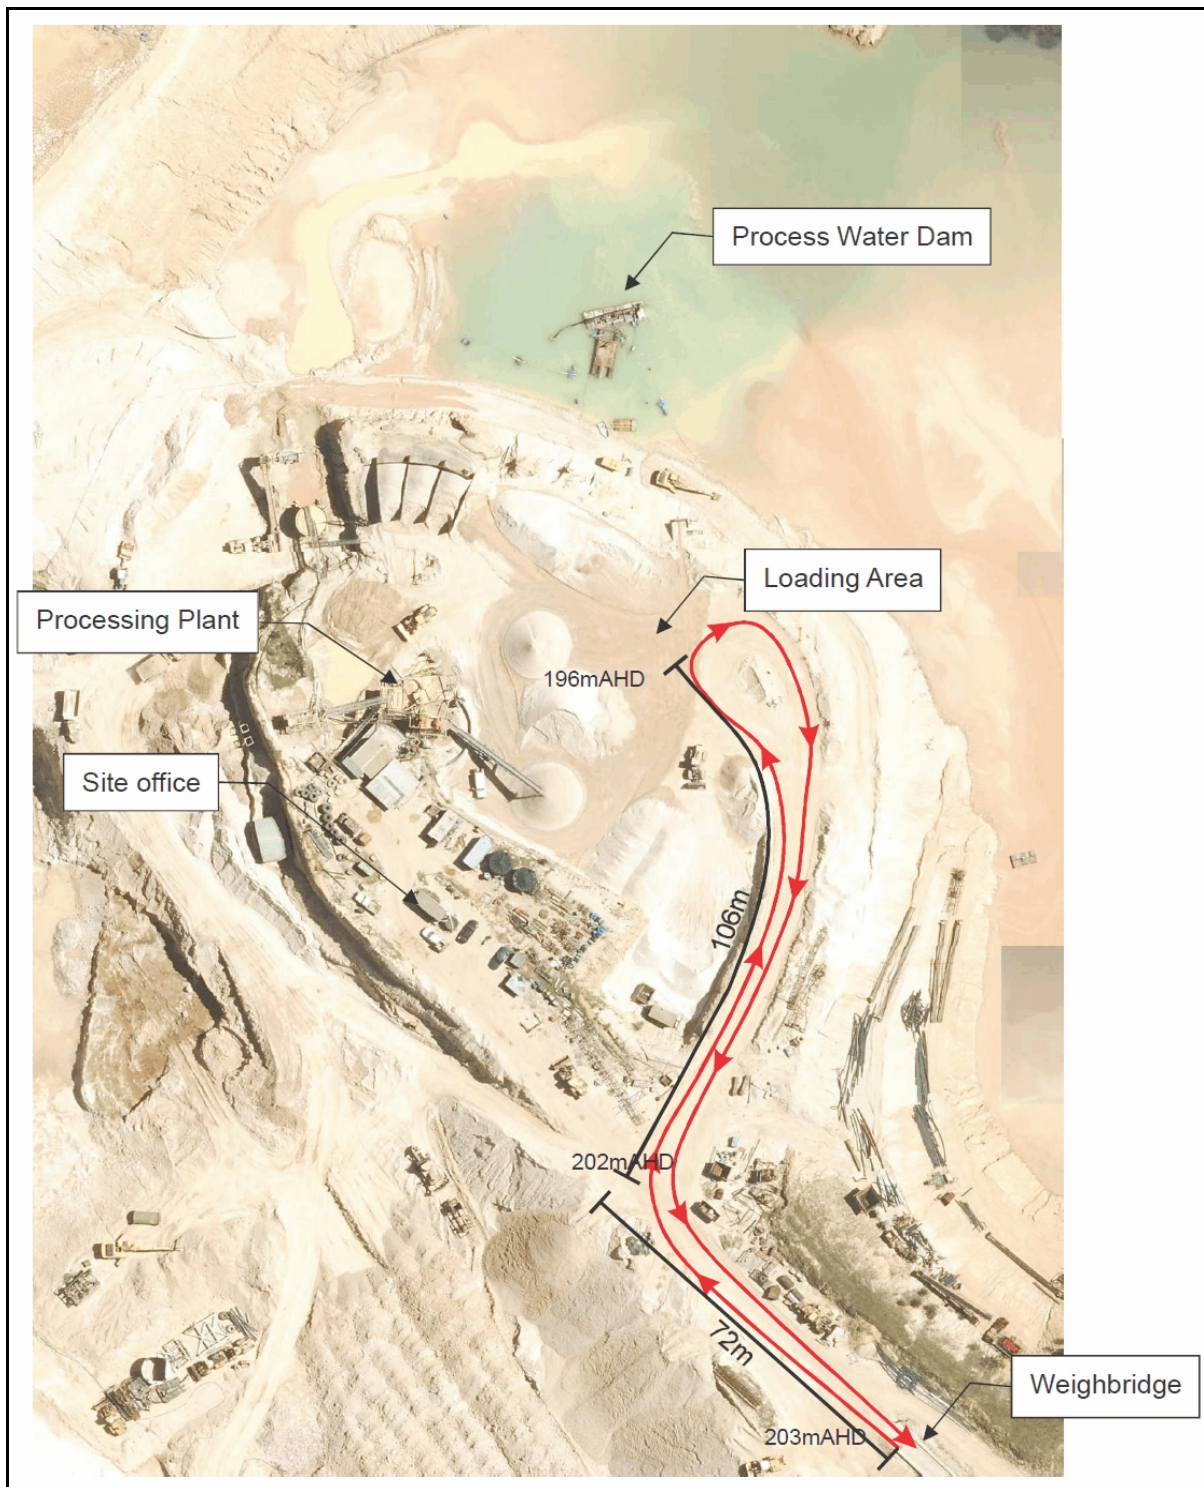 Process Water Dam
Loading Area
Processing Plant
196mAHD
Site office
106m
202mAHD
72m
Weighbridge
203mAHD